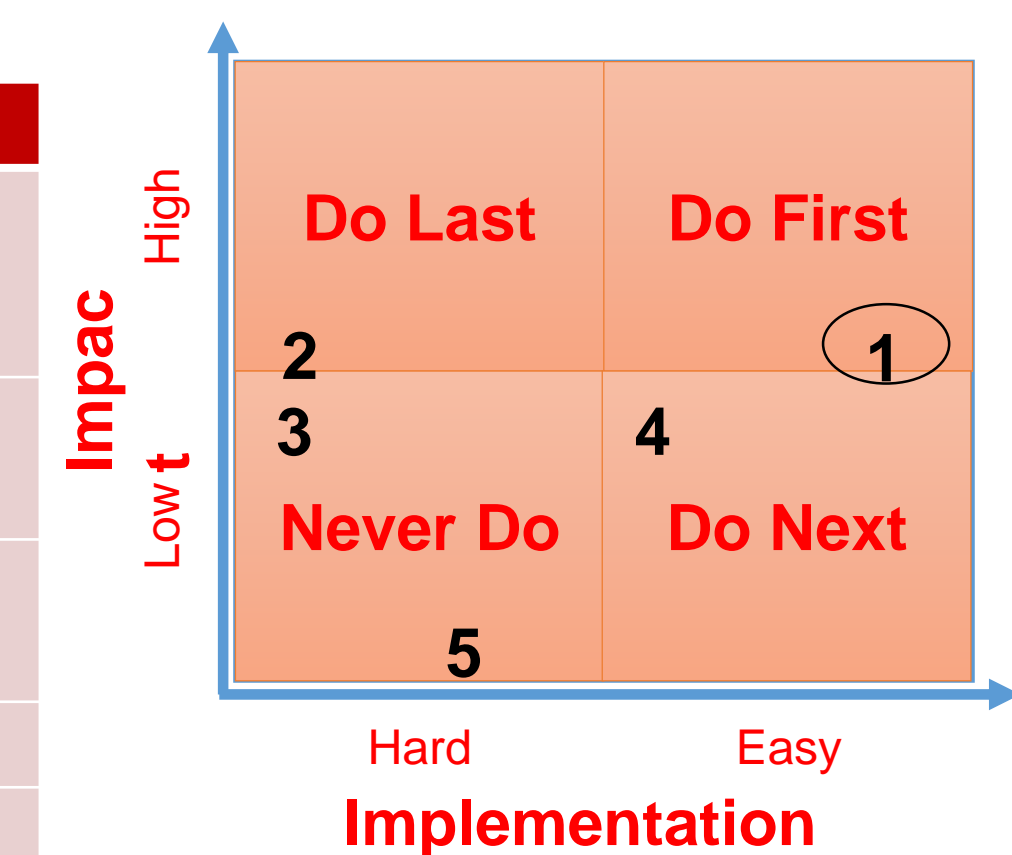 High
Impac
t
Low
Do Last
Do First
2
1
3
4
Never Do
Do Next
5
Hard
Easy
Implementation